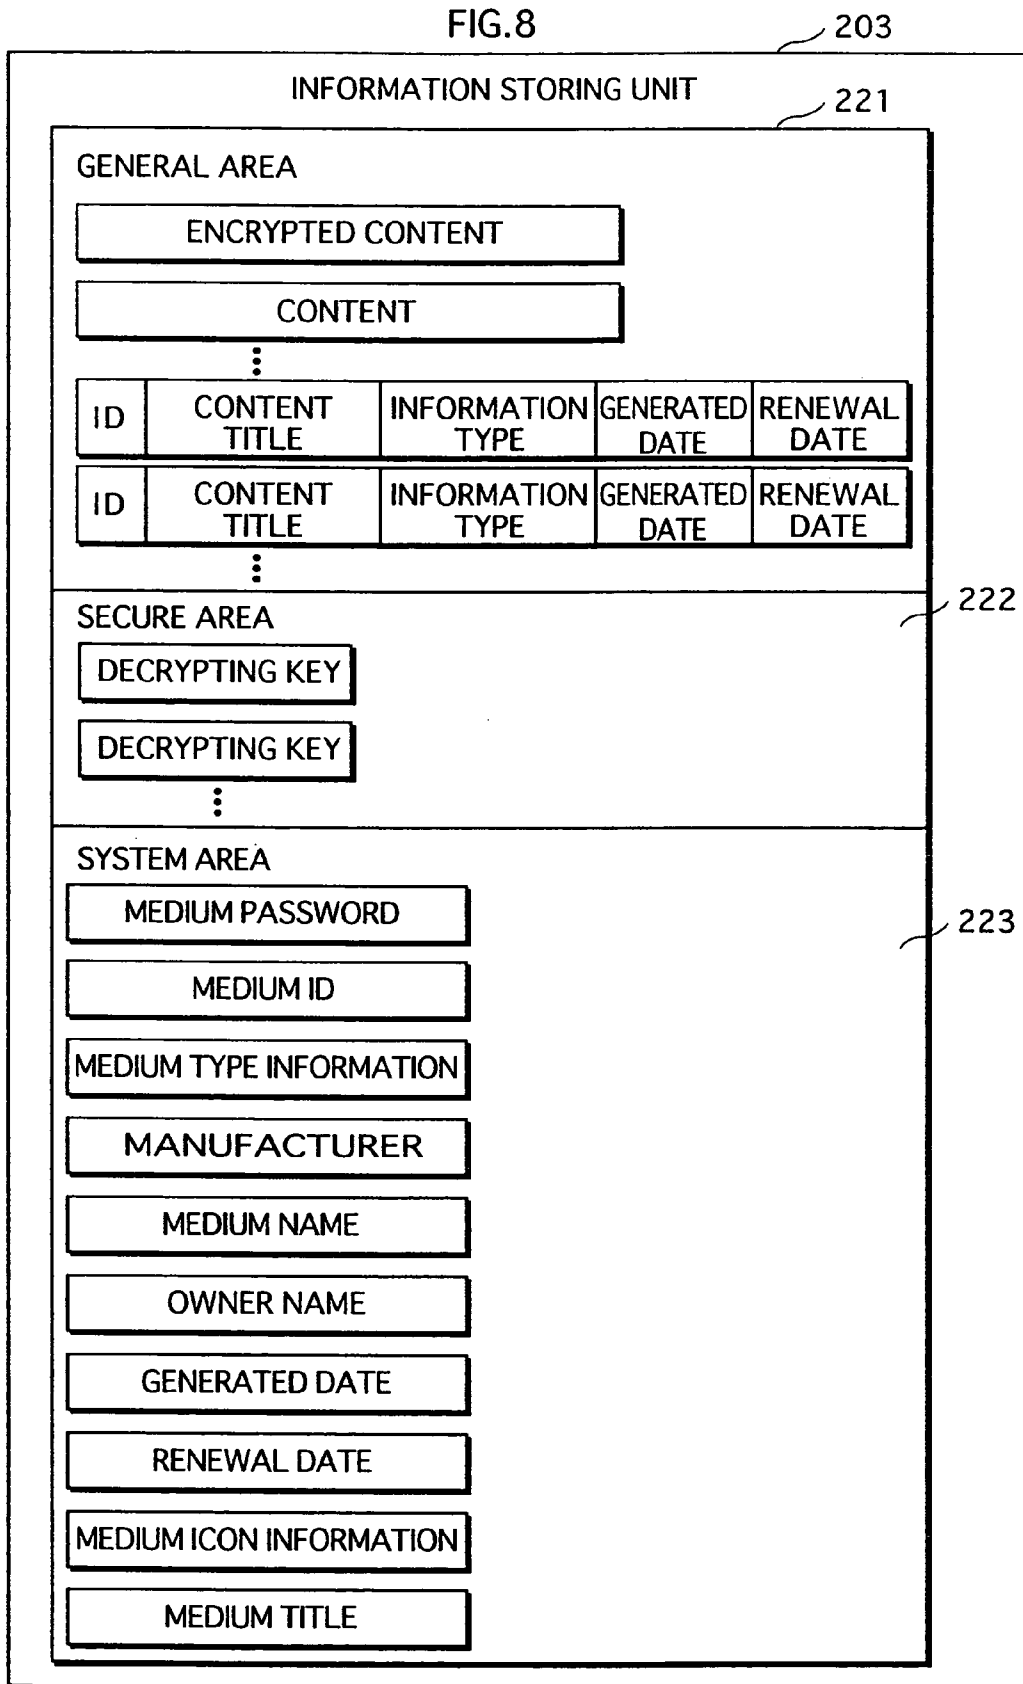 FIG.8
203
INFORMATION STORING UNIT
221
GENERAL AREA
ENCRYPTED CONTENT
CONTENT
ID CONTENT TITLE INFORMATION TYPE GENERATED DATE RENEWAL DATE
ID CONTENT TITLE INFORMATION TYPE GENERATED DATE RENEWAL DATE
222
SECURE AREA
DECRYPTING KEY
DECRYPTING KEY
SYSTEM AREA
MEDIUM PASSWORD
223
MEDIUM ID
MEDIUM TYPE INFORMATION
MANUFACTURER
MEDIUM NAME
OWNER NAME
GENERATED DATE
RENEWAL DATE
MEDIUM ICON INFORMATION
MEDIUM TITLE